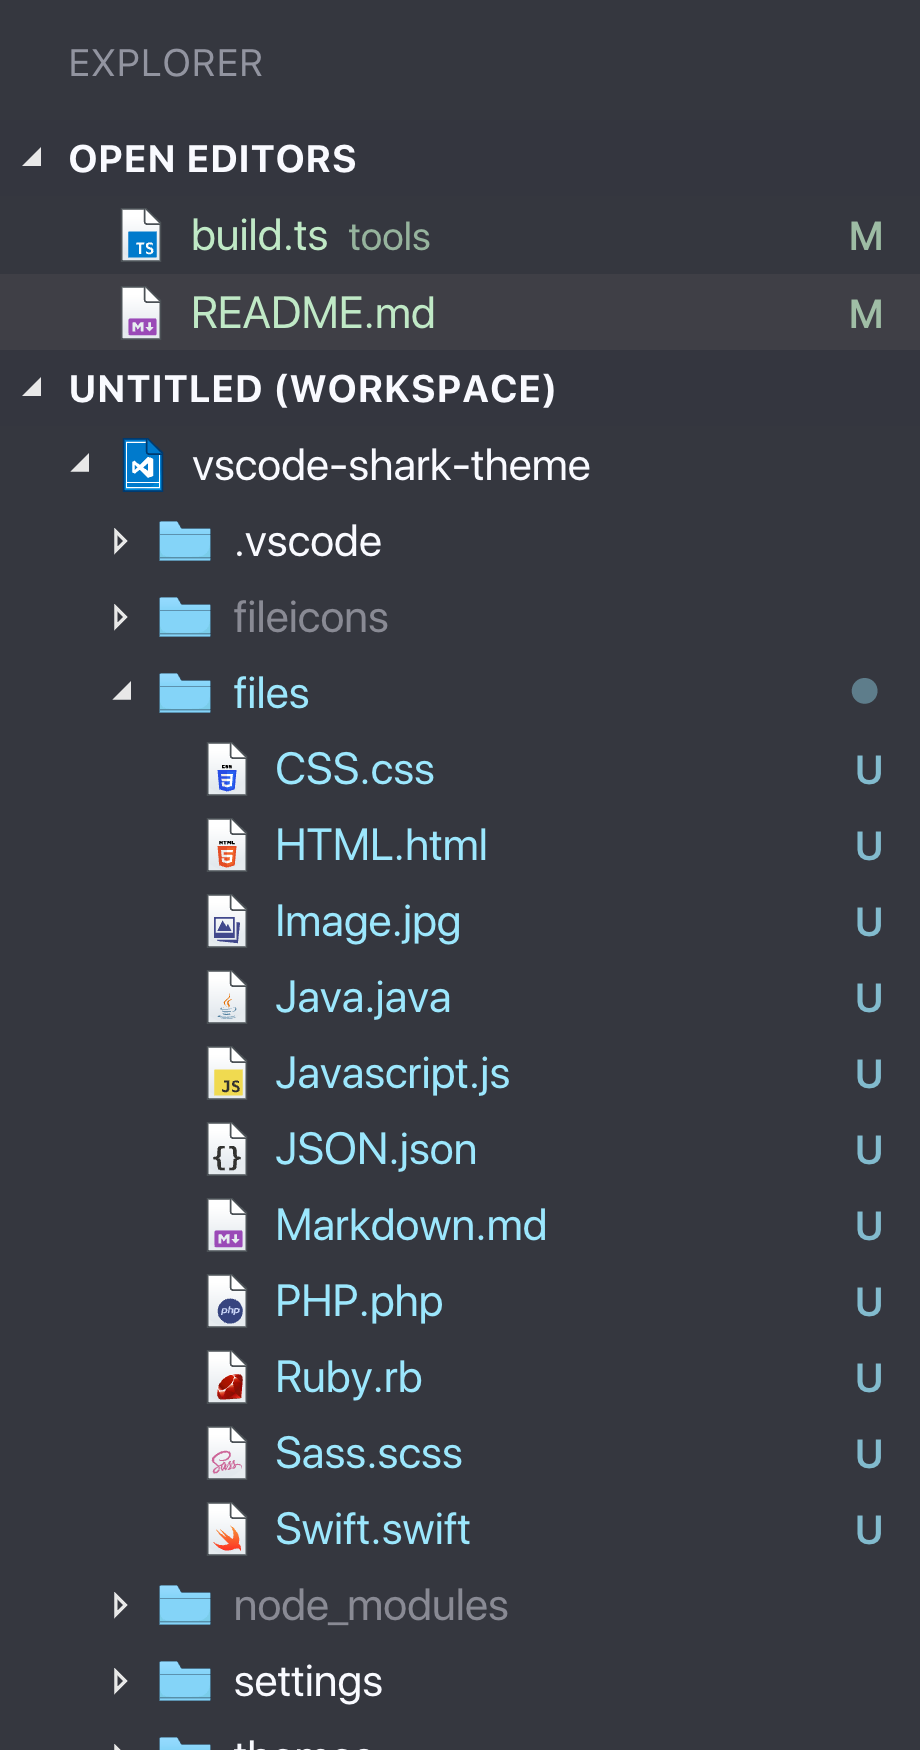 EXPLORER
OPEN EDITORS
build.ts tools M
README.md M
UNTITLED (WORKSPACE)
vscode-shark-theme
.vscode
fileicons
files
CSS.css U
HTML.html U
Image.jpg U
Java.java U
Javascript.js U
JSON.json U
Markdown.md U
PHP.php U
Ruby.rb U
Sass.scss U
Swift.swift U
node_modules
settings